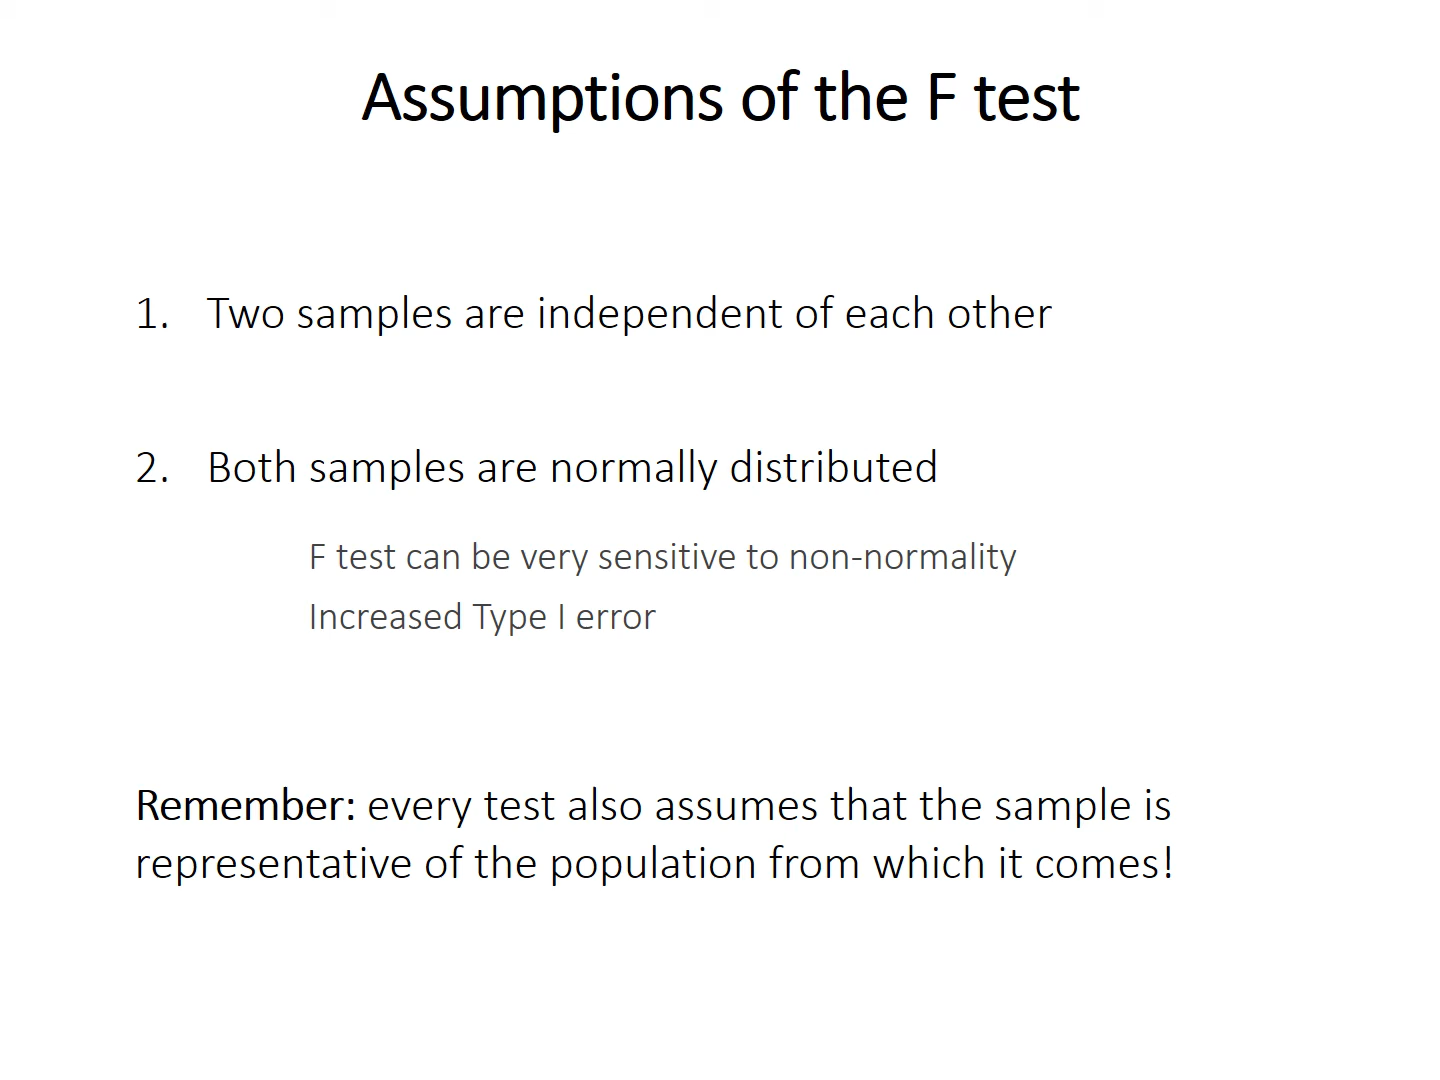 Assumptions of the F test
1. Two samples are independent of each other
2. Both samples are normally distributed
F test can be very sensitive to non-normality
Increased Type I error
Remember: every test also assumes that the sample is
representative of the population from which it comes!